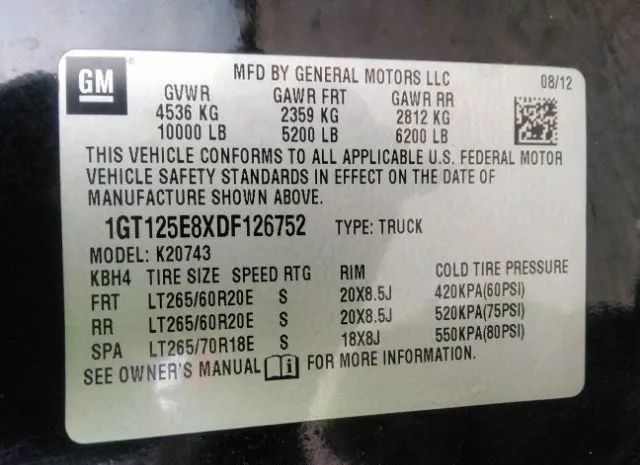 GM
MFD BY GENERAL MOTORS LLC
08/12
GVWR GAWR FRT GAWR RR
4536 KG 2359 KG 2812 KG
10000 LB 5200 LB 6200 LB
THIS VEHICLE CONFORMS TO ALL APPLICABLE U.S. FEDERAL MOTOR
VEHICLE SAFETY STANDARDS IN EFFECT ON THE DATE OF
MANUFACTURE SHOWN ABOVE.
1GT125E8XDF126752 TYPE: TRUCK
MODEL: K20743
KBH4 TIRE SIZE SPEED RTG RIM COLD TIRE PRESSURE
FRT LT265/60R20E S 20X8.5J 420KPA(60PSI)
RR LT265/60R20E S 20X8.5J 520KPA(75PSI)
SPA LT265/70R18E S 18X8J 550KPA(80PSI)
SEE OWNER'S MANUAL FOR MORE INFORMATION.